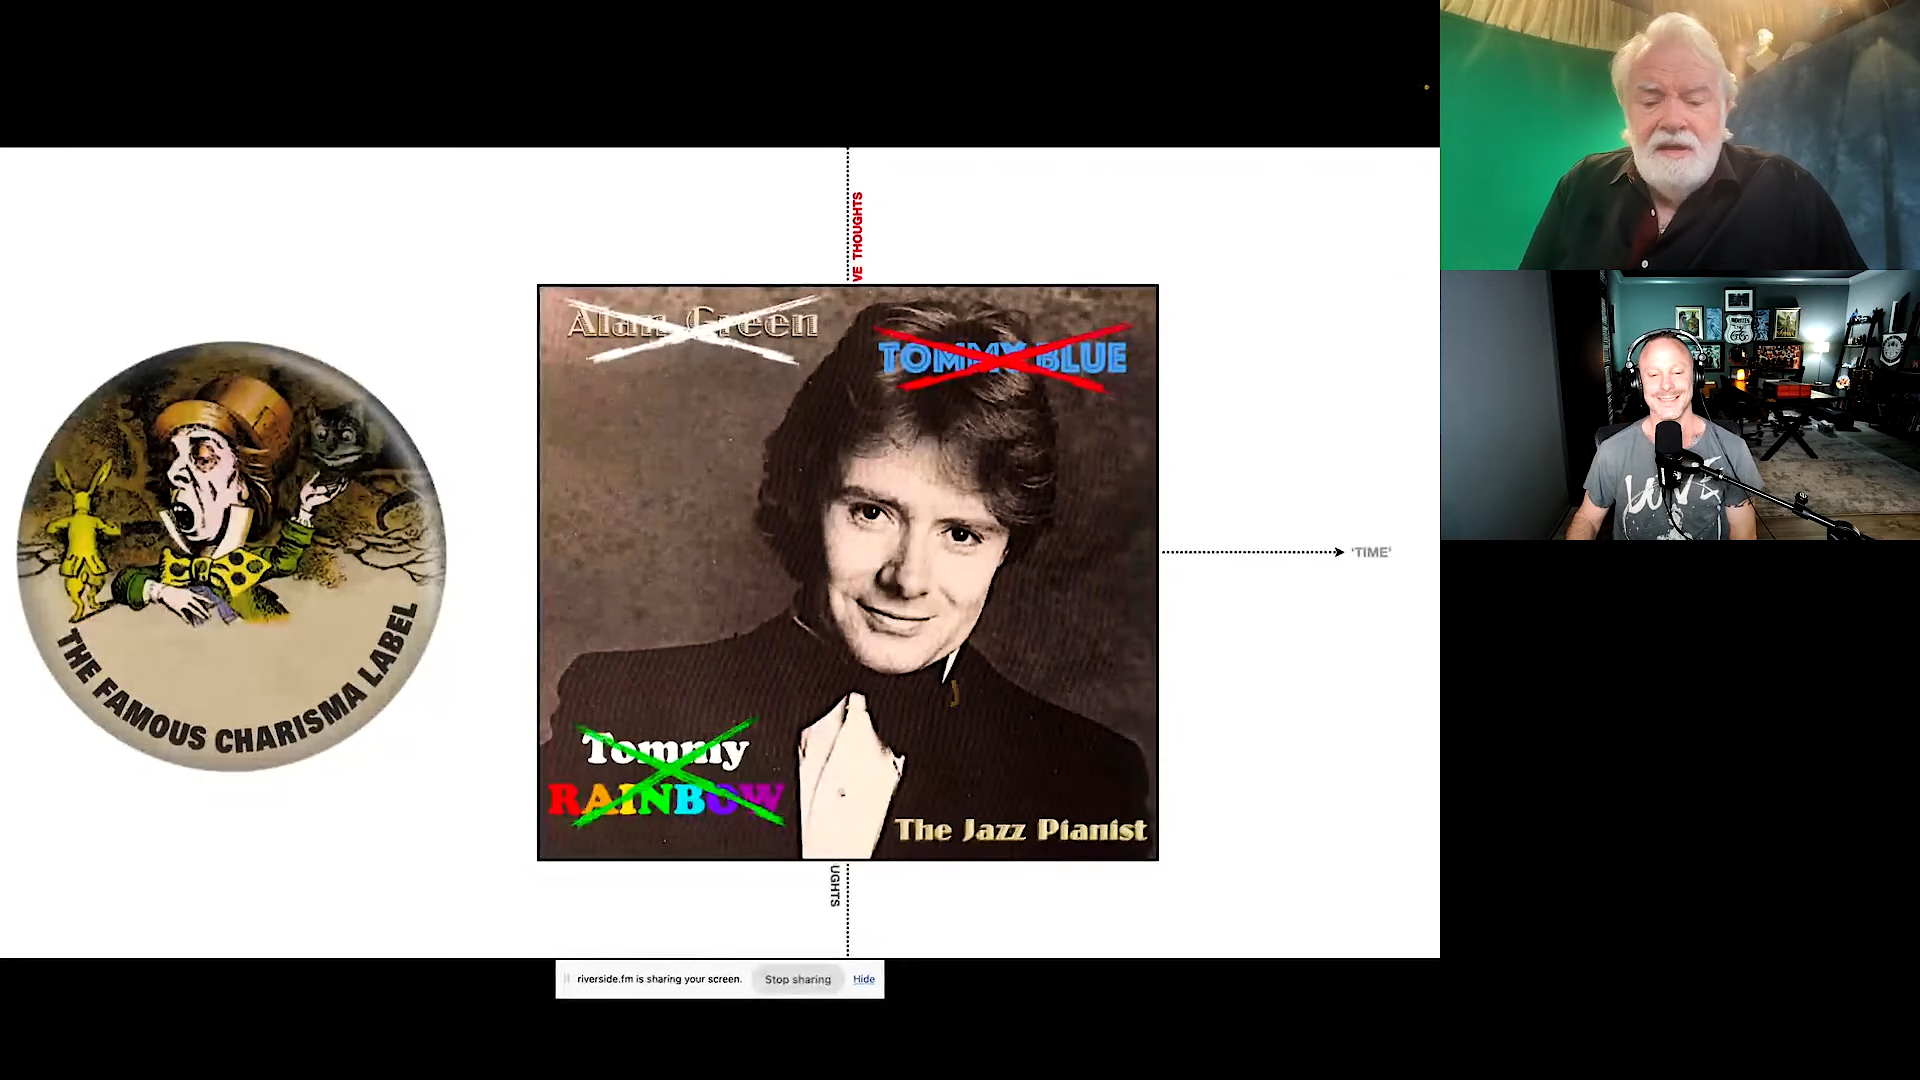 VE THOUGHTS
Alan Green
TOMMY BLUE
'TIME'
THE FAMOUS CHARISMA LABEL
Tommy
RAINBOW
The Jazz Pianist
UGHTS
riverside.fm is sharing your screen.
Stop sharing
Hide